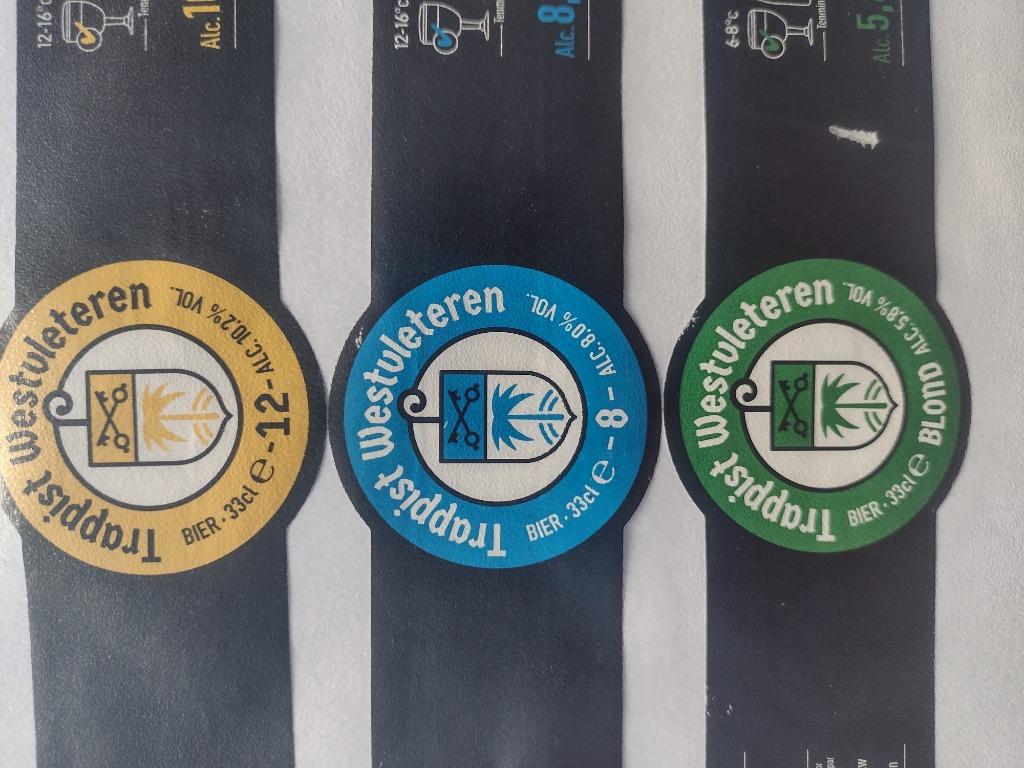 12-16°C
Alc. 1
Trappist Westvleteren
BIER · 33cl e -12- ALC. 10,2% VOL.
12-16°C
Alc. 8,
Trappist Westvleteren
BIER · 33cl e - 8 - ALC. 8,0% VOL.
6-8°C
Alc. 5,
Trappist Westvleteren
BIER · 33cl e BLOND ALC. 5,8% VOL.